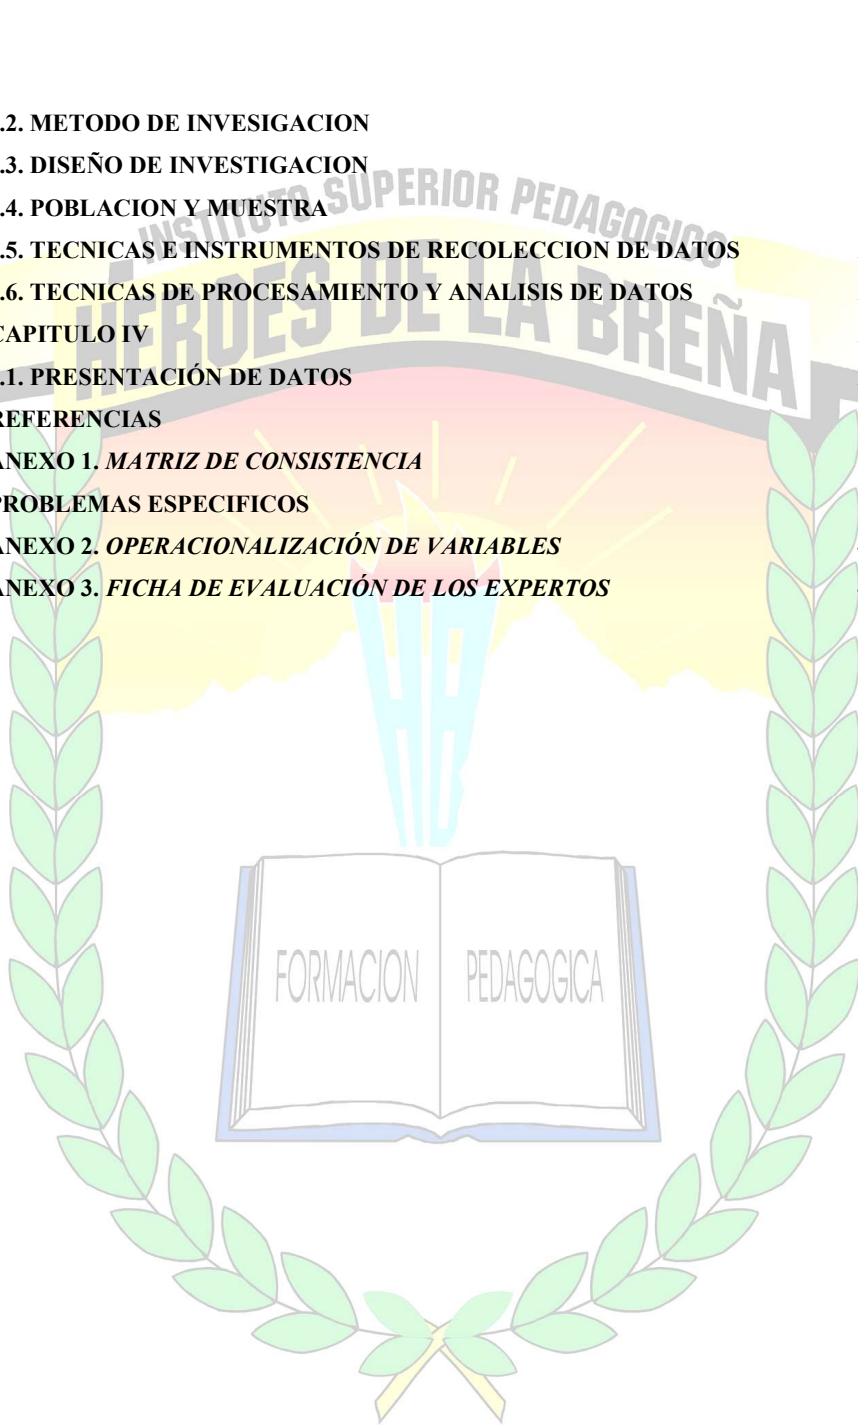 .2. METODO DE INVESIGACION
.3. DISEÑO DE INVESTIGACION
.4. POBLACION Y MUESTRA
.5. TECNICAS E INSTRUMENTOS DE RECOLECCION DE DATOS
.6. TECNICAS DE PROCESAMIENTO Y ANALISIS DE DATOS
CAPITULO IV
.1. PRESENTACIÓN DE DATOS
REFERENCIAS
ANEXO 1. MATRIZ DE CONSISTENCIA
PROBLEMAS ESPECIFICOS
ANEXO 2. OPERACIONALIZACIÓN DE VARIABLES
ANEXO 3. FICHA DE EVALUACIÓN DE LOS EXPERTOS
INSTITUTO SUPERIOR PEDAGOGICO
HÉROES DE LA BREÑA
FORMACION PEDAGOGICA